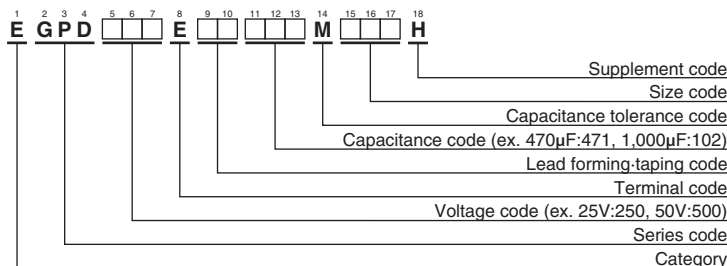 1 2 3 4 5 6 7 8 9 10 11 12 13 14 15 16 17 18
E G P D □□□ E □□ □□□ M □□□ H
Supplement code
Size code
Capacitance tolerance code
Capacitance code (ex. 470µF:471, 1,000µF:102)
Lead forming·taping code
Terminal code
Voltage code (ex. 25V:250, 50V:500)
Series code
Category